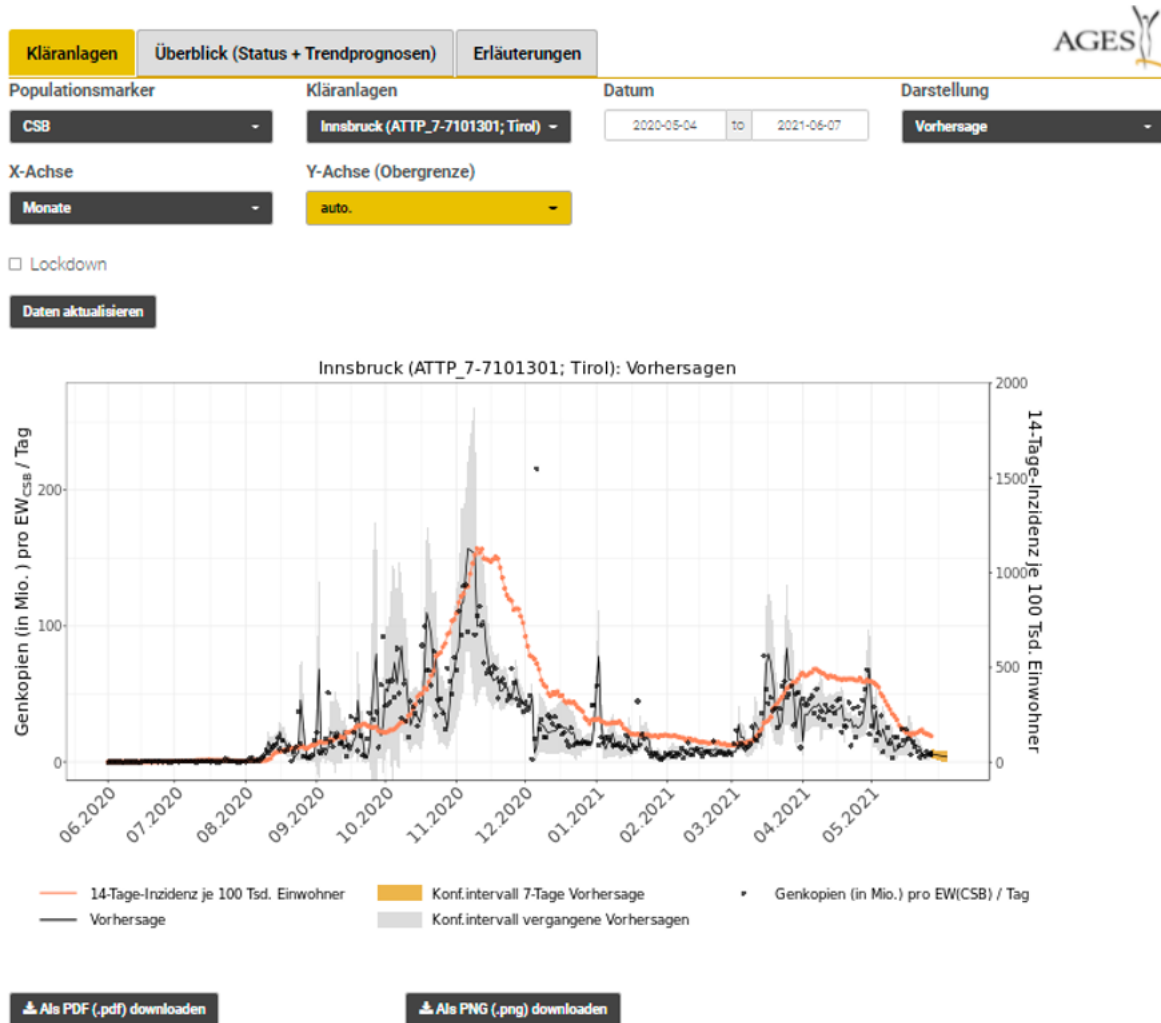 AGES
Kläranlagen Überblick (Status + Trendprognosen) Erläuterungen
Populationsmarker Kläranlagen Datum Darstellung
CSB Innsbruck (ATTP_7-7101301; Tirol) 2020-05-04 to 2021-06-07 Vorhersage
X-Achse Y-Achse (Obergrenze)
Monate auto.
Lockdown
Daten aktualisieren
Innsbruck (ATTP_7-7101301; Tirol): Vorhersagen
Genkopien (in Mio. ) pro EW CSB / Tag
200
100
0
2000
1500
1000
500
0
14-Tage-Inzidenz je 100 Tsd. Einwohner
06.2020 07.2020 08.2020 09.2020 10.2020 11.2020 12.2020 01.2021 02.2021 03.2021 04.2021 05.2021
14-Tage-Inzidenz je 100 Tsd. Einwohner Konf.intervall 7-Tage Vorhersage Genkopien (in Mio.) pro EW(CSB) / Tag
Vorhersage Konf.intervall vergangene Vorhersagen
Als PDF (.pdf) downloaden Als PNG (.png) downloaden